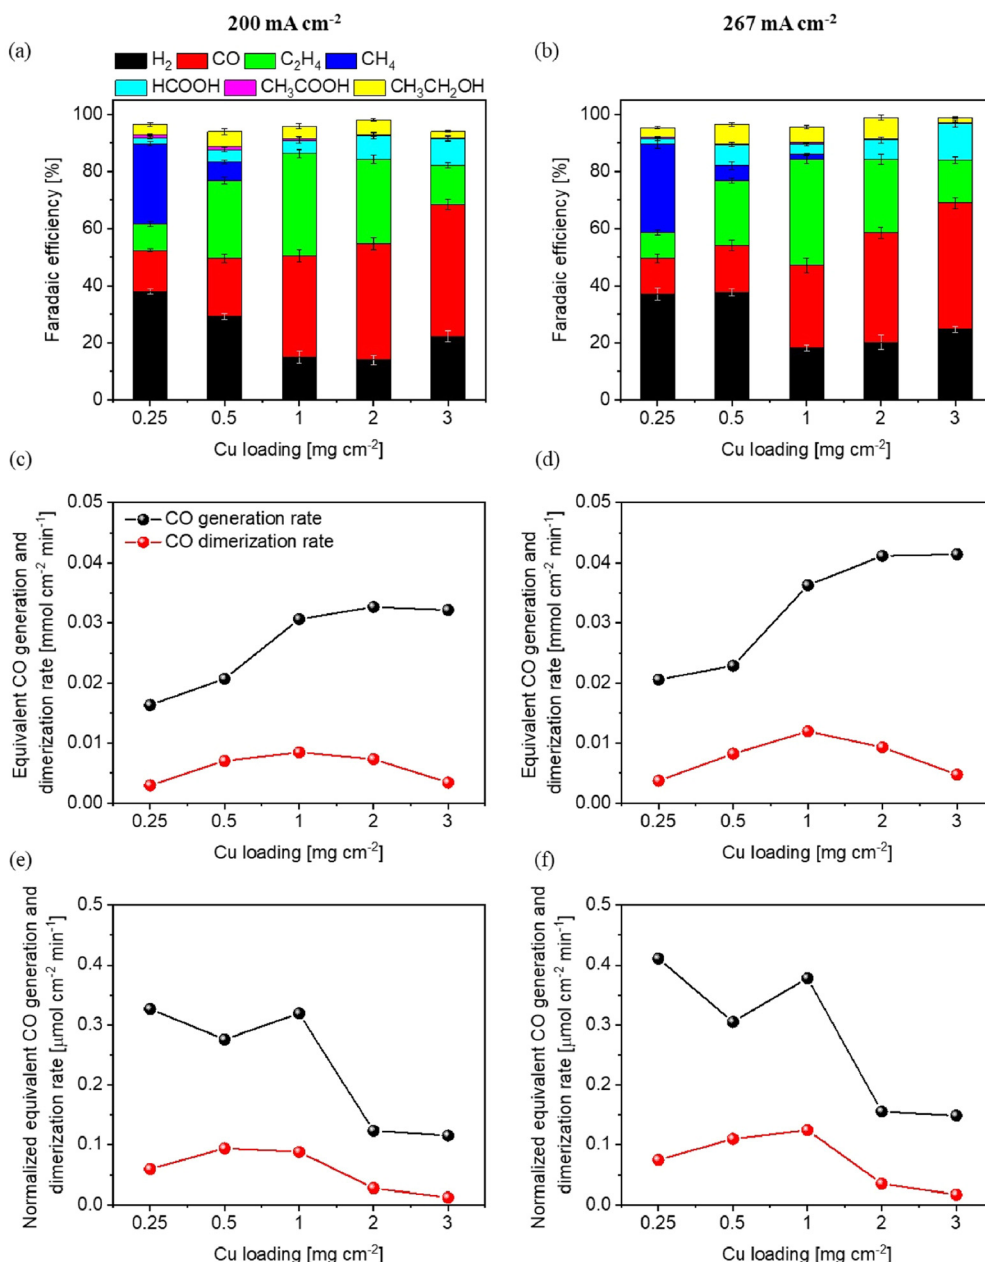 200 mA cm⁻²
267 mA cm⁻²
(a)
H₂ CO C₂H₄ CH₄
HCOOH CH₃COOH CH₃CH₂OH
Faradaic efficiency [%]
100
80
60
40
20
0
0.25 0.5 1 2 3
Cu loading [mg cm⁻²]
(b)
Faradaic efficiency [%]
100
80
60
40
20
0
0.25 0.5 1 2 3
Cu loading [mg cm⁻²]
(c)
Equivalent CO generation and
dimerization rate [mmol cm⁻² min⁻¹]
0.05
0.04
0.03
0.02
0.01
0.00
CO generation rate
CO dimerization rate
0.25 0.5 1 2 3
Cu loading [mg cm⁻²]
(d)
Equivalent CO generation and
dimerization rate [mmol cm⁻² min⁻¹]
0.05
0.04
0.03
0.02
0.01
0.00
0.25 0.5 1 2 3
Cu loading [mg cm⁻²]
(e)
Normalized equivalent CO generation and
dimerization rate [μmol cm⁻² min⁻¹]
0.5
0.4
0.3
0.2
0.1
0.0
0.25 0.5 1 2 3
Cu loading [mg cm⁻²]
(f)
Normalized equivalent CO generation and
dimerization rate [μmol cm⁻² min⁻¹]
0.5
0.4
0.3
0.2
0.1
0.0
0.25 0.5 1 2 3
Cu loading [mg cm⁻²]